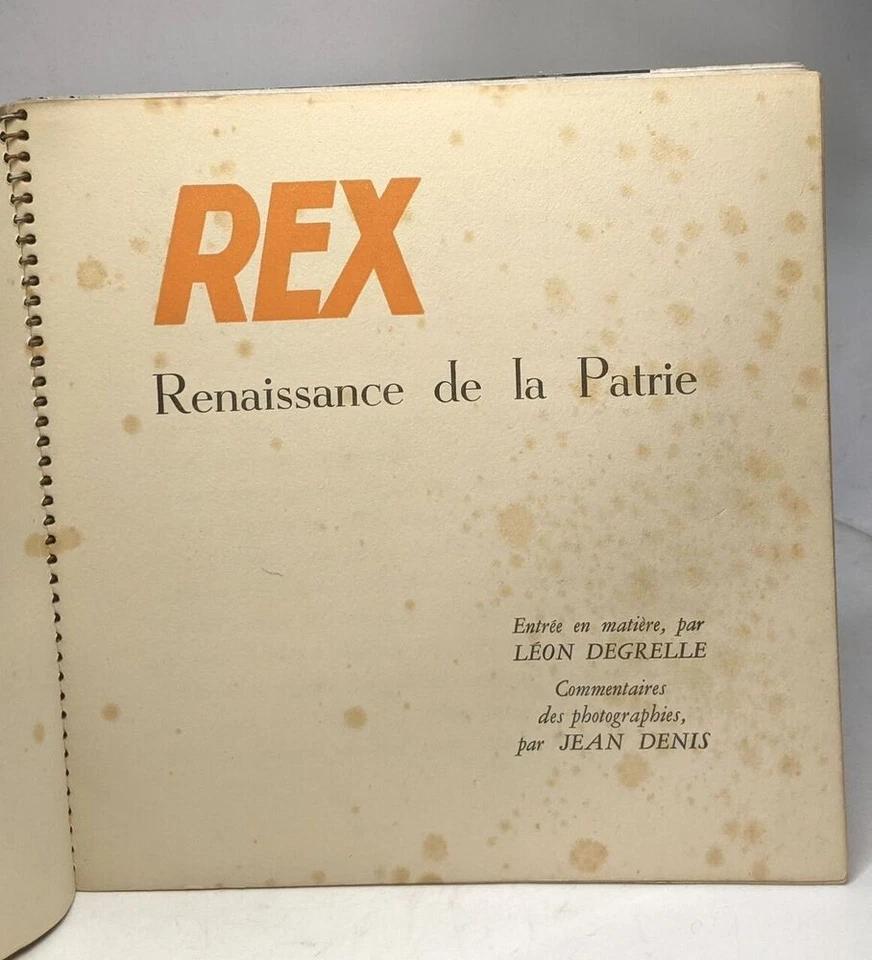 REX
Renaissance de la Patrie
Entrée en matière, par
LÉON DEGRELLE
Commentaires
des photographies,
par JEAN DENIS